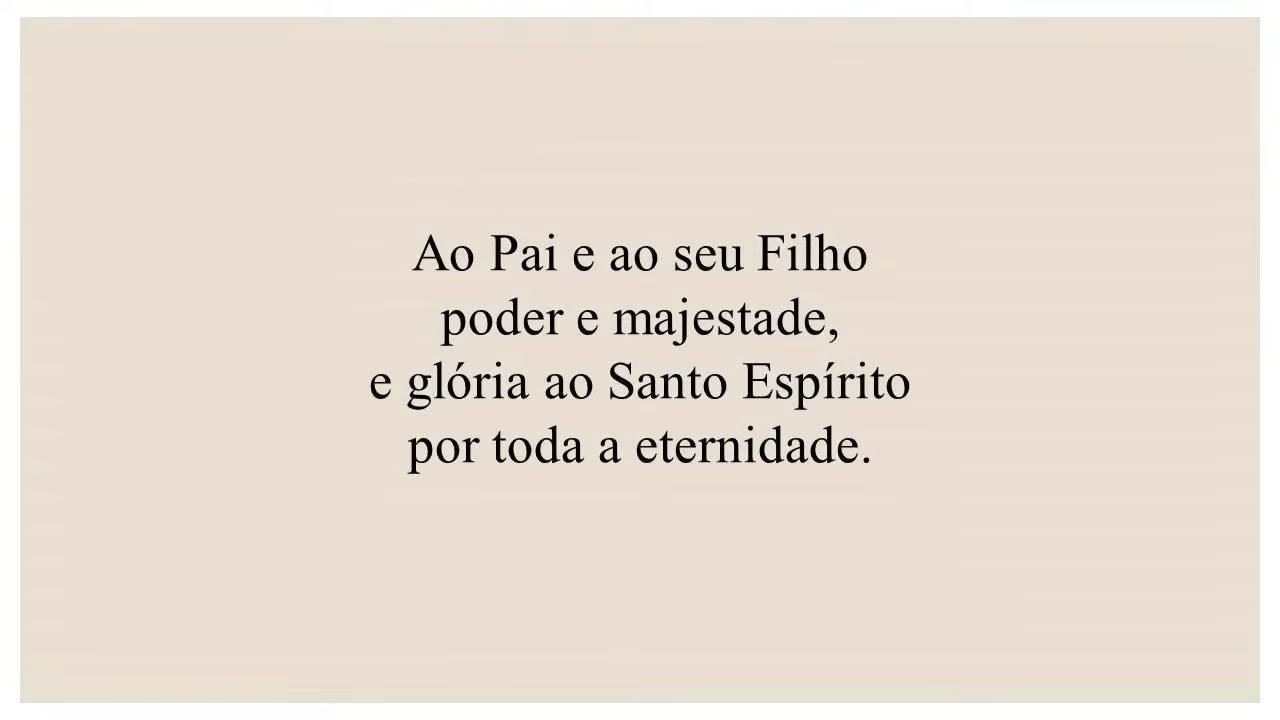 Ao Pai e ao seu Filho
poder e majestade,
e glória ao Santo Espírito
por toda a eternidade.